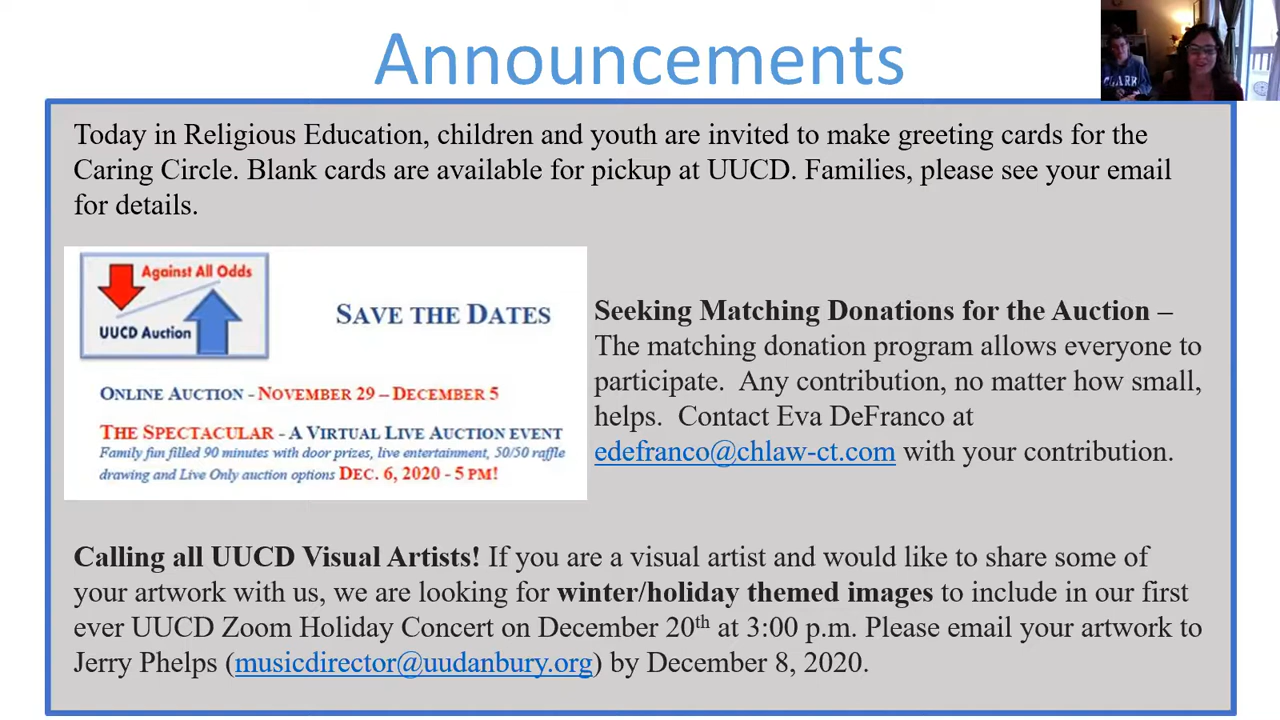 Announcements
Today in Religious Education, children and youth are invited to make greeting cards for the
Caring Circle. Blank cards are available for pickup at UUCD. Families, please see your email
for details.
Against All Odds
UUCD Auction
SAVE THE DATES
ONLINE AUCTION - NOVEMBER 29 – DECEMBER 5
THE SPECTACULAR - A VIRTUAL LIVE AUCTION EVENT
Family fun filled 90 minutes with door prizes, live entertainment, 50/50 raffle
drawing and Live Only auction options DEC. 6, 2020 - 5 PM!
Seeking Matching Donations for the Auction –
The matching donation program allows everyone to
participate. Any contribution, no matter how small,
helps. Contact Eva DeFranco at
edefranco@chlaw-ct.com with your contribution.
Calling all UUCD Visual Artists! If you are a visual artist and would like to share some of
your artwork with us, we are looking for winter/holiday themed images to include in our first
ever UUCD Zoom Holiday Concert on December 20th at 3:00 p.m. Please email your artwork to
Jerry Phelps (musicdirector@uudanbury.org) by December 8, 2020.